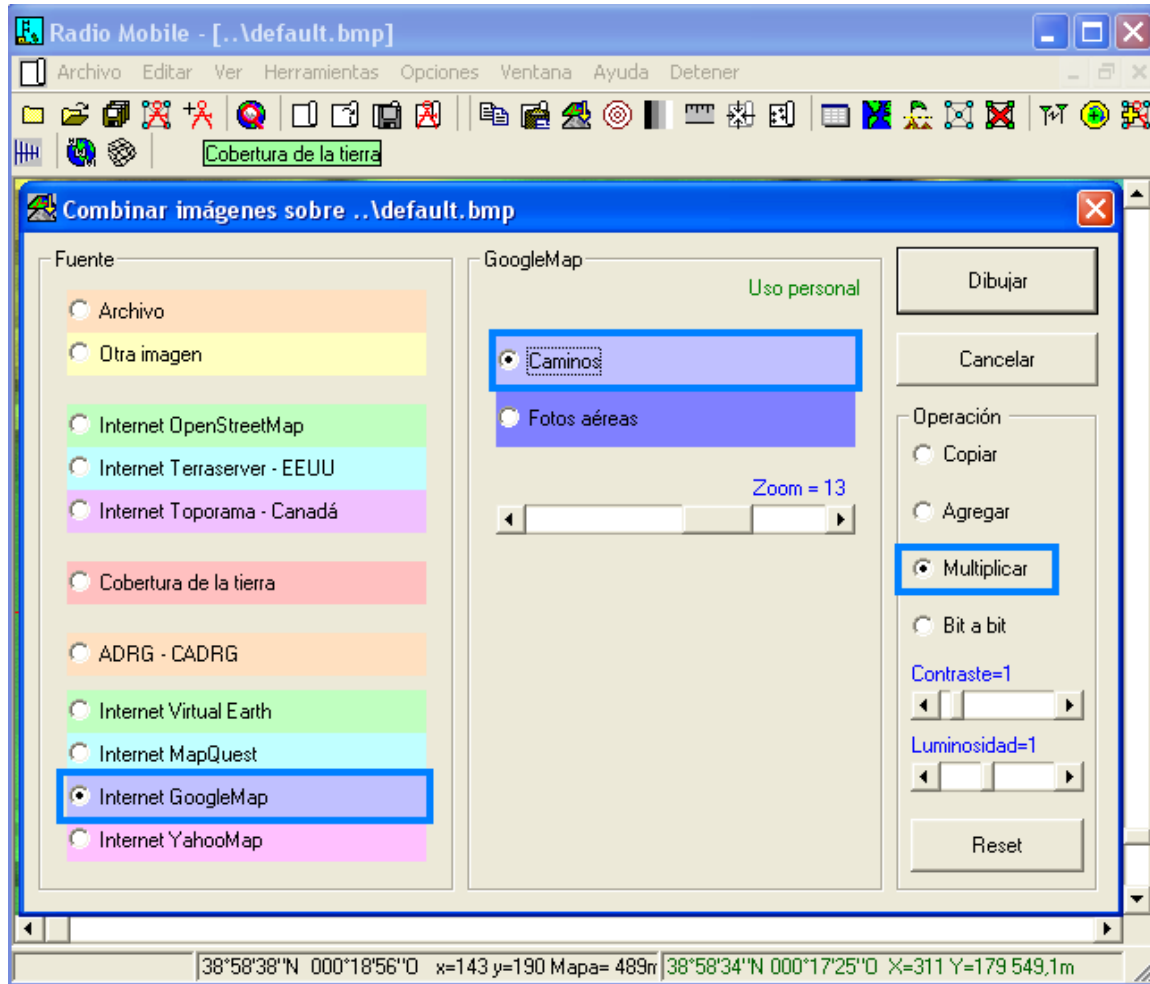 Radio Mobile - [..\default.bmp]
Archivo Editar Ver Herramientas Opciones Ventana Ayuda Detener
Cobertura de la tierra
Combinar imágenes sobre ..\default.bmp
Fuente
Archivo
Otra imagen
Internet OpenStreetMap
Internet Terraserver - EEUU
Internet Toporama - Canadá
Cobertura de la tierra
ADRG - CADRG
Internet Virtual Earth
Internet MapQuest
Internet GoogleMap
Internet YahooMap
GoogleMap
Uso personal
Caminos
Fotos aéreas
Zoom = 13
Dibujar
Cancelar
Operación
Copiar
Agregar
Multiplicar
Bit a bit
Contraste=1
Luminosidad=1
Reset
38°58'38''N 000°18'56''O x=143 y=190 Mapa= 489m
38°58'34''N 000°17'25''O X=311 Y=179 549,1m